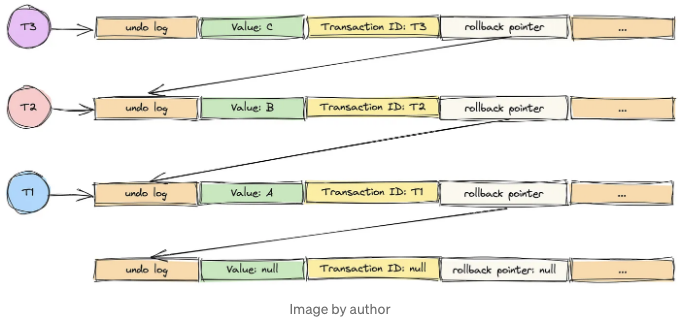 T3 undo log Value: C Transaction ID: T3 rollback pointer ...
T2 undo log Value: B Transaction ID: T2 rollback pointer ...
T1 undo log Value: A Transaction ID: T1 rollback pointer ...
undo log Value: null Transaction ID: null rollback pointer: null ...
Image by author